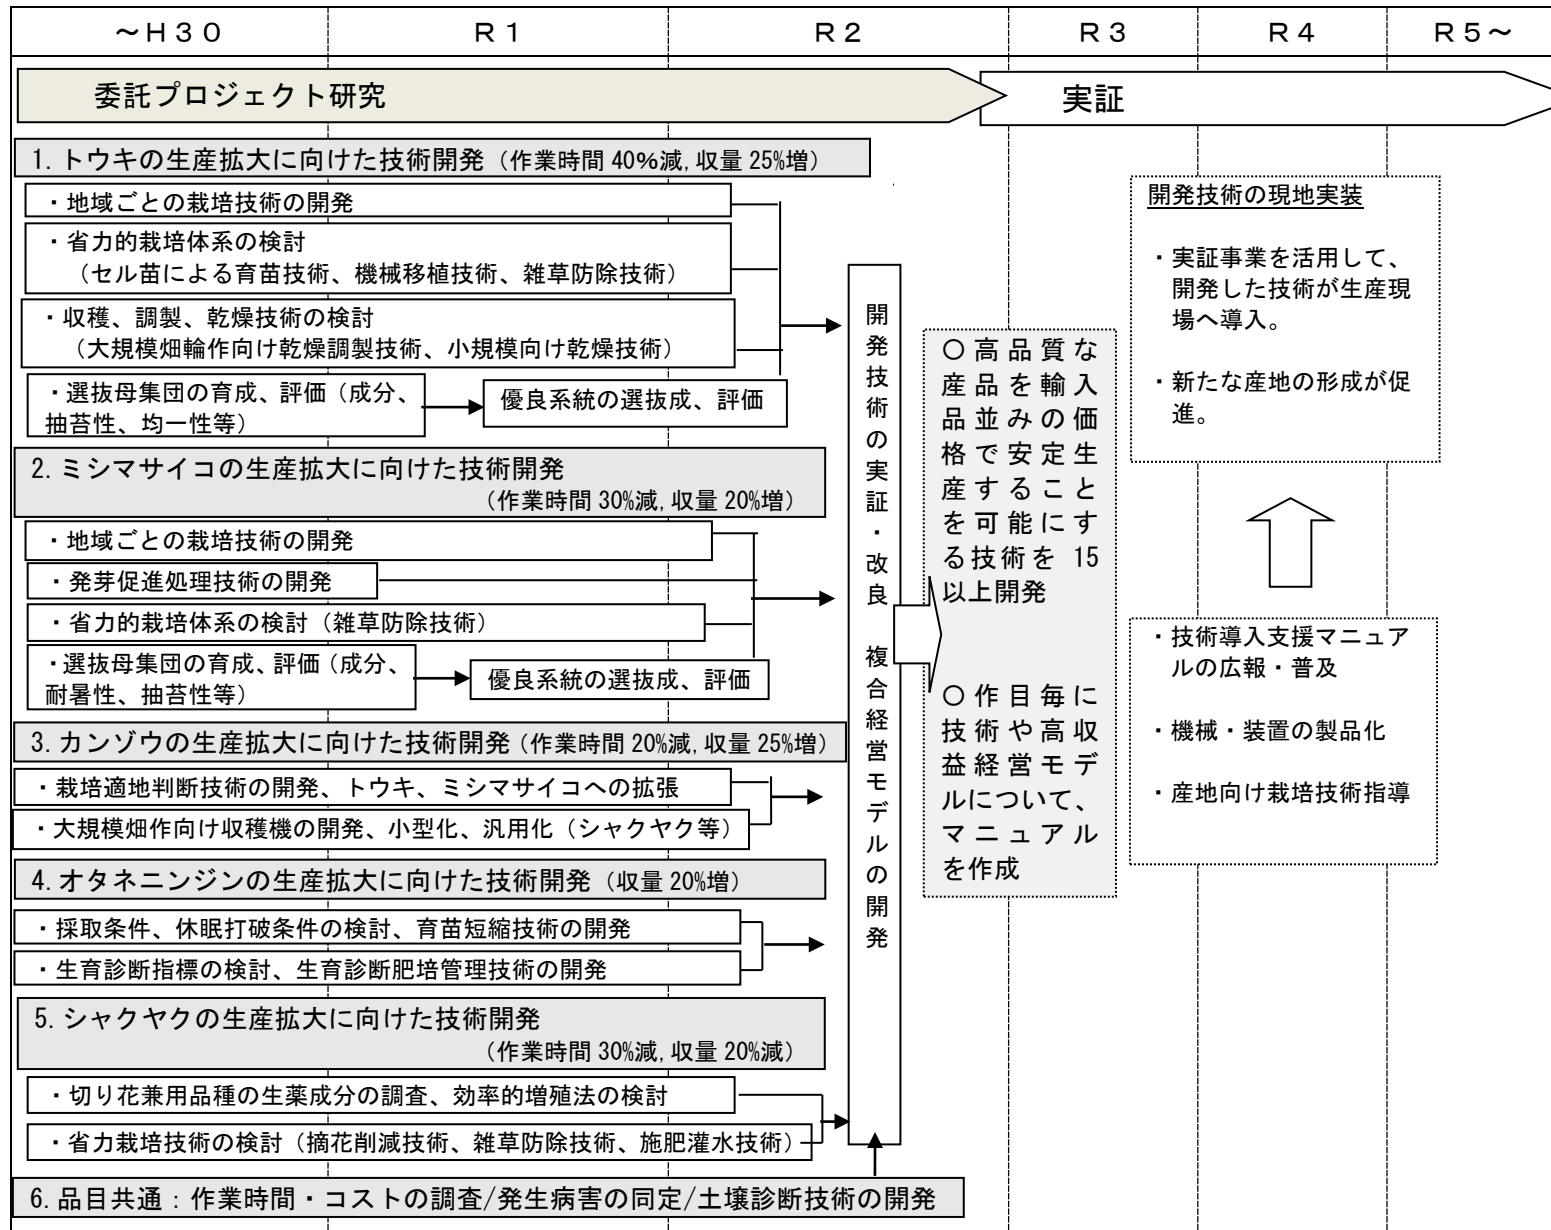 ～Ｈ３０
Ｒ１
Ｒ２
Ｒ３
Ｒ４
Ｒ５～
委託プロジェクト研究
実証
1.トウキの生産拡大に向けた技術開発（作業時間 40%減,収量 25%増）
・地域ごとの栽培技術の開発
・省力的栽培体系の検討
（セル苗による育苗技術、機械移植技術、雑草防除技術）
・収穫、調製、乾燥技術の検討
（大規模畑輪作向け乾燥調製技術、小規模向け乾燥技術）
・選抜母集団の育成、評価（成分、
抽苔性、均一性等）
優良系統の選抜成、評価
2.ミシマサイコの生産拡大に向けた技術開発
（作業時間 30%減,収量 20%増）
・地域ごとの栽培技術の開発
・発芽促進処理技術の開発
・省力的栽培体系の検討（雑草防除技術）
・選抜母集団の育成、評価（成分、
耐暑性、抽苔性等）
優良系統の選抜成、評価
3.カンゾウの生産拡大に向けた技術開発（作業時間 20%減,収量 25%増）
・栽培適地判断技術の開発、トウキ、ミシマサイコへの拡張
・大規模畑作向け収穫機の開発、小型化、汎用化（シャクヤク等）
4.オタネニンジンの生産拡大に向けた技術開発（収量 20%増）
・採取条件、休眠打破条件の検討、育苗短縮技術の開発
・生育診断指標の検討、生育診断肥培管理技術の開発
5.シャクヤクの生産拡大に向けた技術開発
（作業時間 30%減,収量 20%減）
・切り花兼用品種の生薬成分の調査、効率的増殖法の検討
・省力栽培技術の検討（摘花削減技術、雑草防除技術、施肥灌水技術）
6.品目共通：作業時間・コストの調査/発生病害の同定/土壌診断技術の開発
開発技術の実証・改良　複合経営モデルの開発
〇高品質な
産品を輸入
品並みの価
格で安定生
産すること
を可能にす
る技術を 15
以上開発
〇作目毎に
技術や高収
益経営モデ
ルについて、
マニュアル
を作成
開発技術の現地実装
・実証事業を活用して、
開発した技術が生産現
場へ導入。
・新たな産地の形成が促
進。
・技術導入支援マニュア
ルの広報・普及
・機械・装置の製品化
・産地向け栽培技術指導